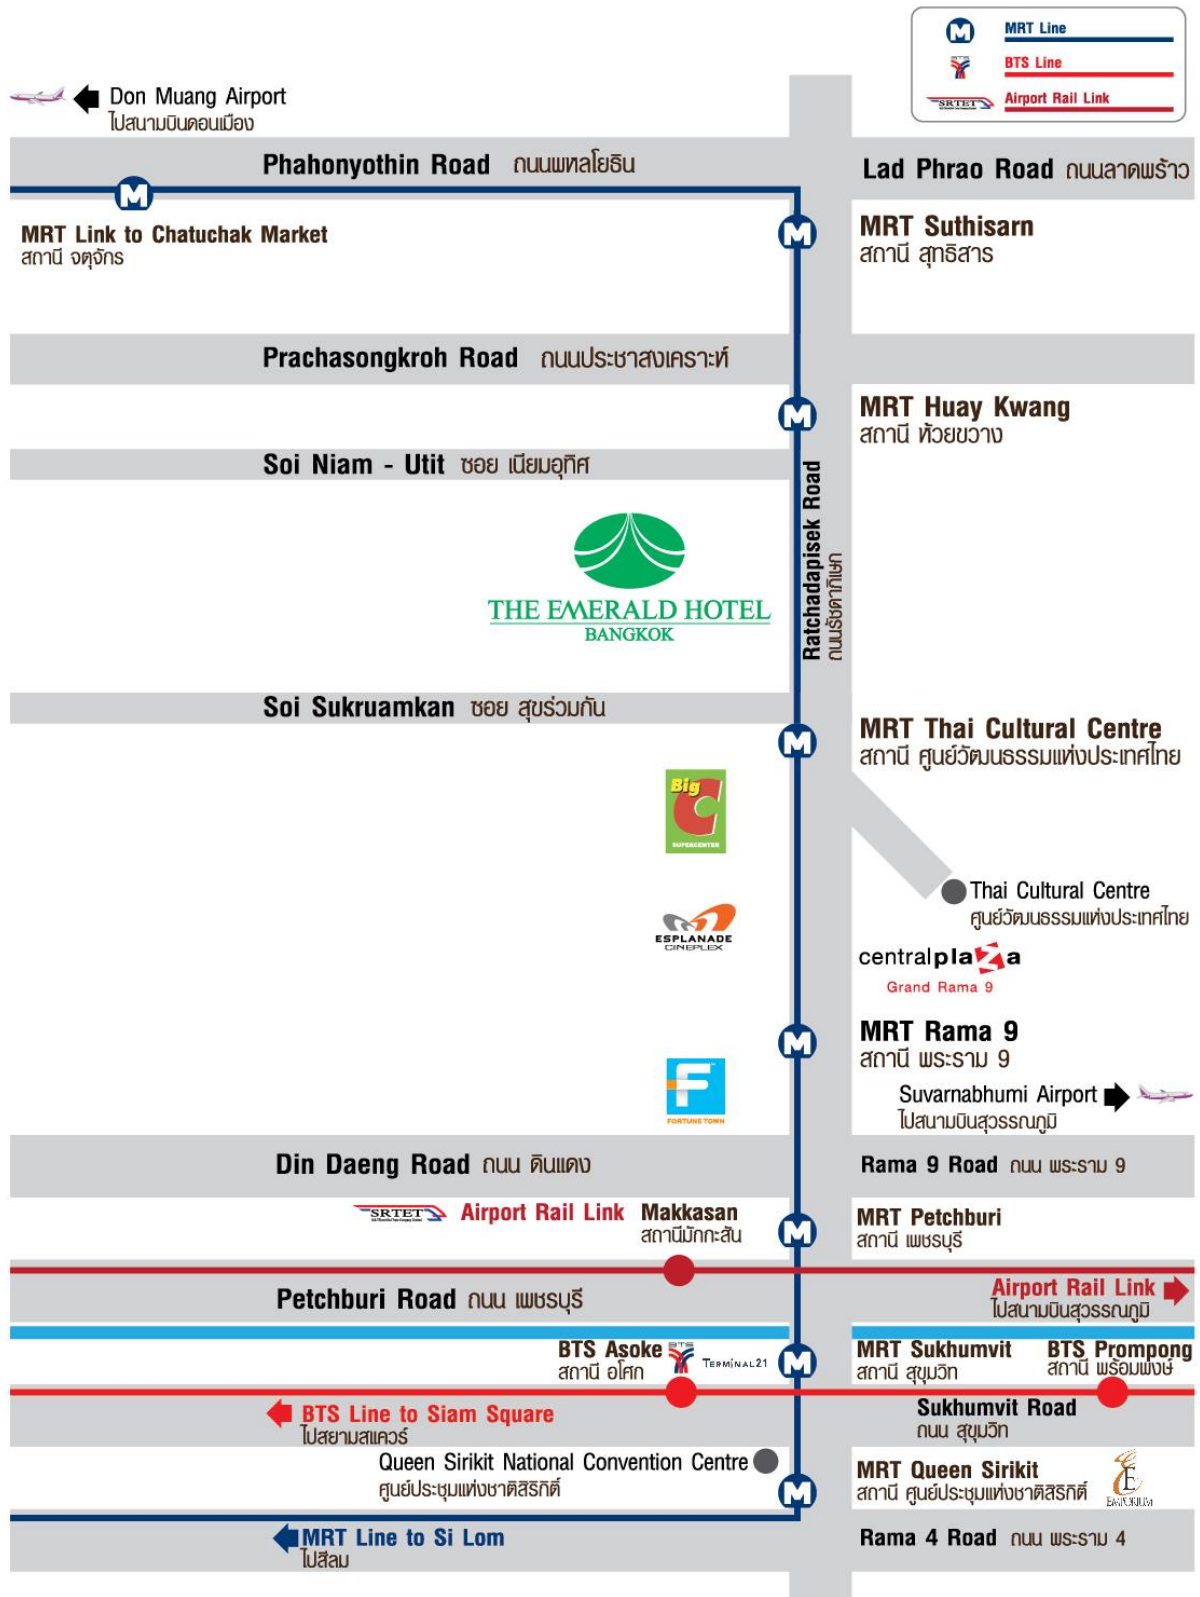 MRT Line
BTS
BTS Line
SRTET
Airport Rail Link
Don Muang Airport
ไปสนามบินดอนเมือง
Phahonyothin Road ถนนพหลโยธิน
Lad Phrao Road ถนนลาดพร้าว
M
MRT Link to Chatuchak Market
สถานี จตุจักร
M
MRT Suthisarn
สถานี สุทธิสาร
Prachasongkroh Road ถนนประชาสงเคราะห์
M
MRT Huay Kwang
สถานี ห้วยขวาง
Soi Niam - Utit ซอย เนียมอุทิศ
Ratchadapisek Road
ถนนรัชดาภิเษก
THE EMERALD HOTEL
BANGKOK
Soi Sukruamkan ซอย สุขร่วมกัน
M
MRT Thai Cultural Centre
สถานี ศูนย์วัฒนธรรมแห่งประเทศไทย
Big
C
SUPERCENTER
Thai Cultural Centre
ศูนย์วัฒนธรรมแห่งประเทศไทย
ESPLANADE
CINEPLEX
centralplaza
Grand Rama 9
M
MRT Rama 9
สถานี พระราม 9
F
FORTUNE TOWN
Suvarnabhumi Airport
ไปสนามบินสุวรรณภูมิ
Din Daeng Road ถนน ดินแดง
Rama 9 Road ถนน พระราม 9
SRTET Airport Rail Link Makkasan
สถานีมักกะสัน
M
MRT Petchburi
สถานี เพชรบุรี
Petchburi Road ถนน เพชรบุรี
Airport Rail Link
ไปสนามบินสุวรรณภูมิ
BTS Asoke BTS TERMINAL21
สถานี อโศก
M
MRT Sukhumvit
สถานี สุขุมวิท
BTS Prompong
สถานี พร้อมพงษ์
BTS Line to Siam Square
ไปสยามสแควร์
Sukhumvit Road
ถนน สุขุมวิท
Queen Sirikit National Convention Centre
ศูนย์ประชุมแห่งชาติสิริกิติ์
M
MRT Queen Sirikit
สถานี ศูนย์ประชุมแห่งชาติสิริกิติ์
E
EMPORIUM
MRT Line to Si Lom
ไปสีลม
Rama 4 Road ถนน พระราม 4